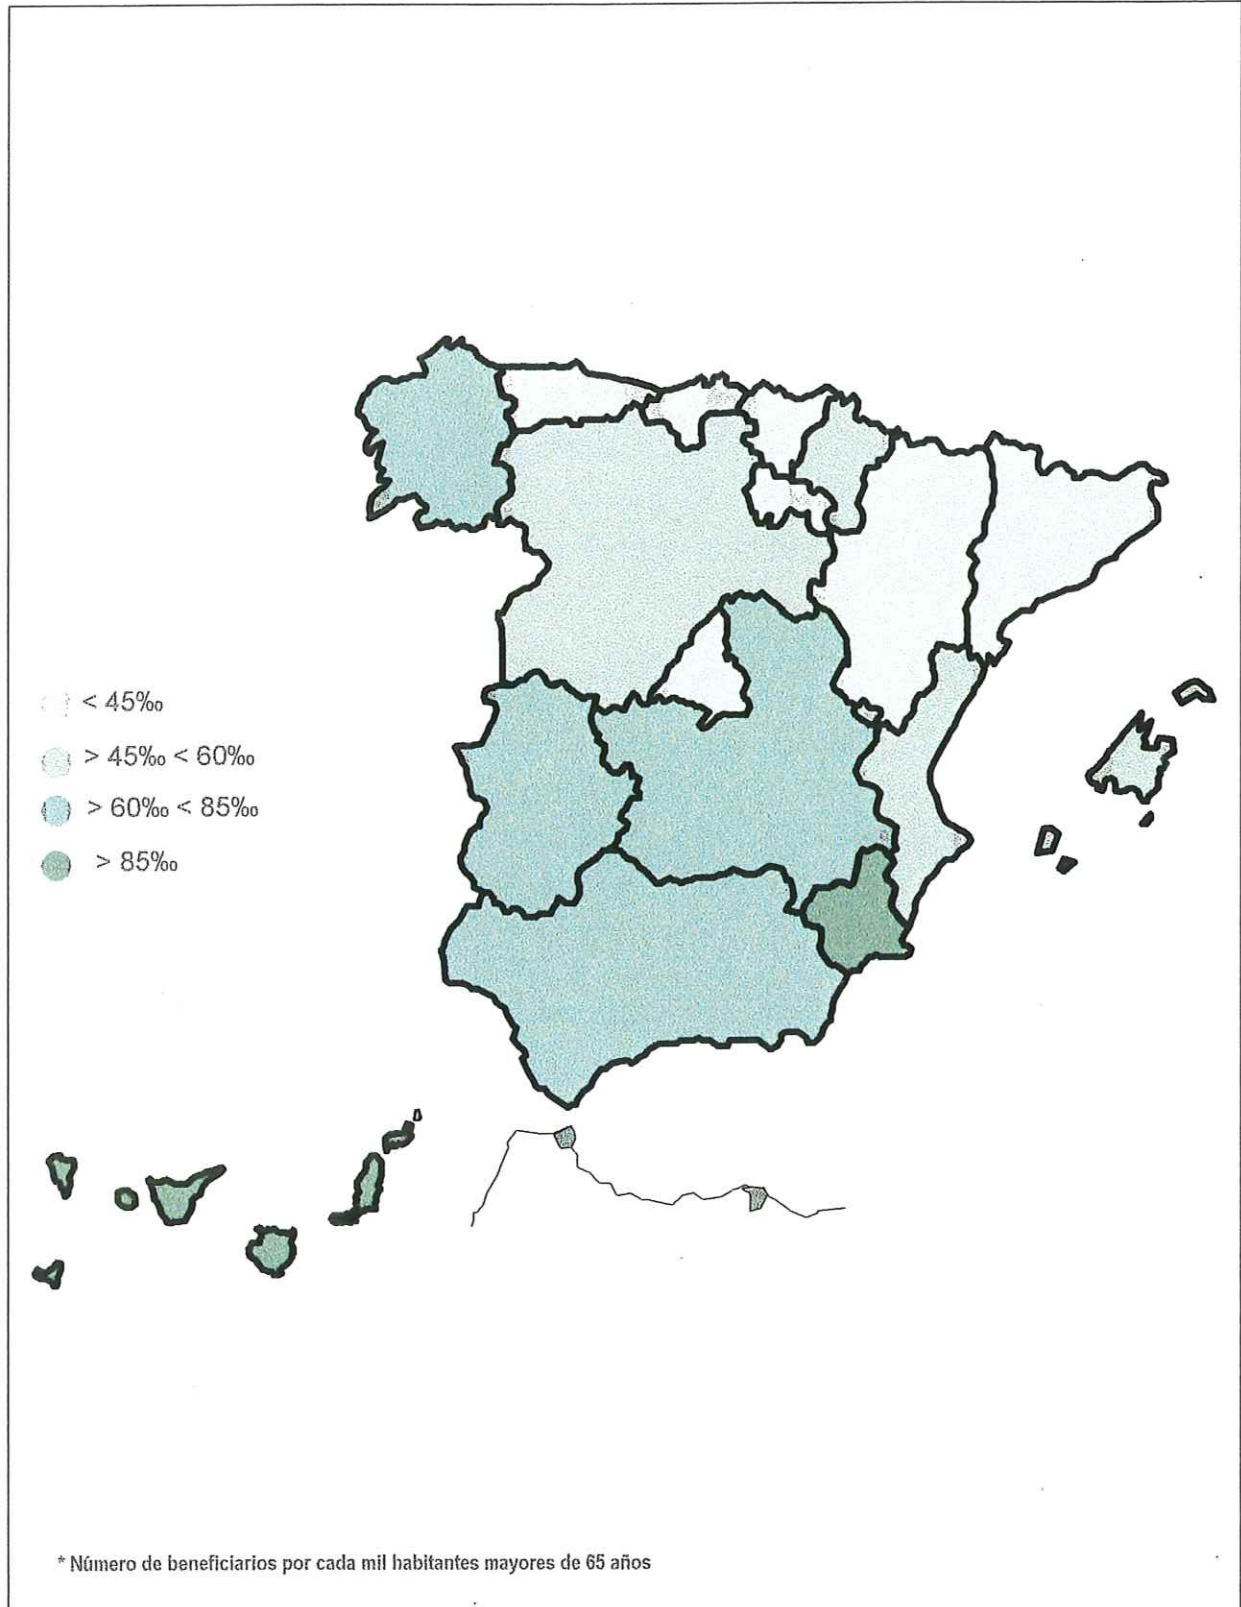 < 45‰
> 45‰ < 60‰
> 60‰ < 85‰
> 85‰
* Número de beneficiarios por cada mil habitantes mayores de 65 años